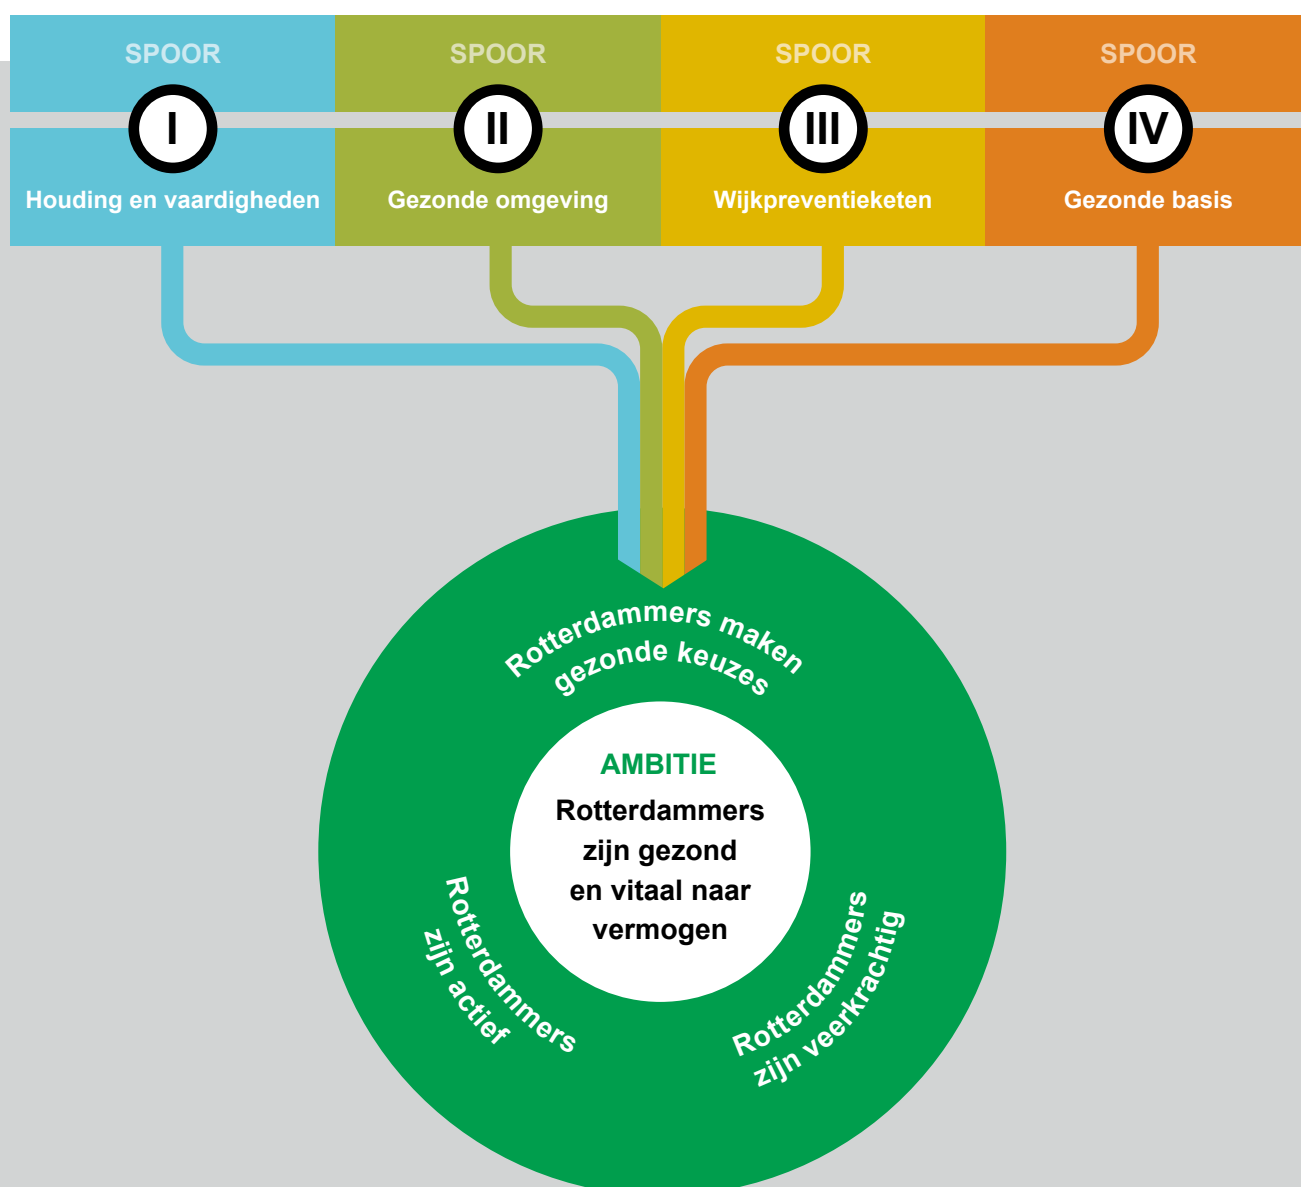 SPOOR
I
Houding en vaardigheden
SPOOR
II
Gezonde omgeving
SPOOR
III
Wijkpreventieketen
SPOOR
IV
Gezonde basis
Rotterdammers maken
gezonde keuzes
AMBITIE
Rotterdammers
zijn gezond
en vitaal naar
vermogen
Rotterdammers
zijn actief
Rotterdammers
zijn veerkrachtig